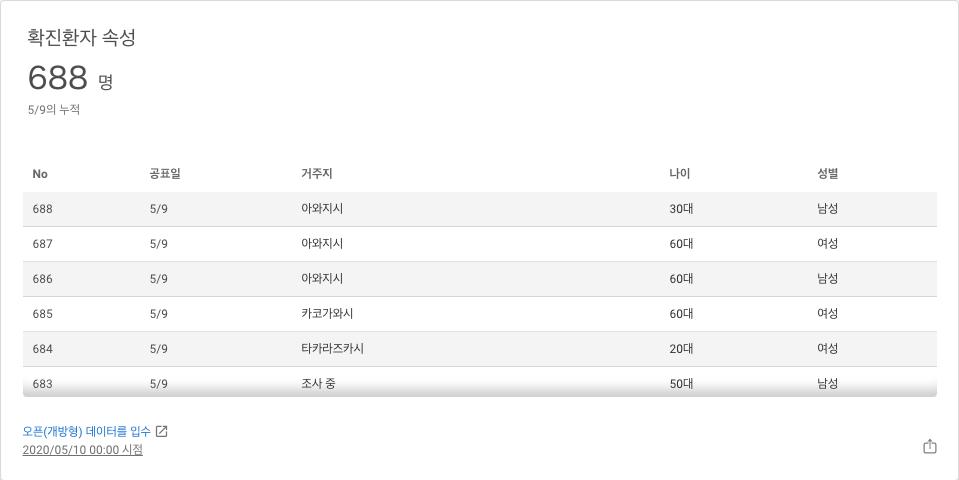 확진환자 속성
688 명
5/9의 누적
No 공표일 거주지 나이 성별
688 5/9 아와지시 30대 남성
687 5/9 아와지시 60대 여성
686 5/9 아와지시 60대 남성
685 5/9 카코가와시 60대 여성
684 5/9 타카라즈카시 20대 여성
683 5/9 조사 중 50대 남성
오픈(개방형) 데이터를 입수
2020/05/10 00:00 시점